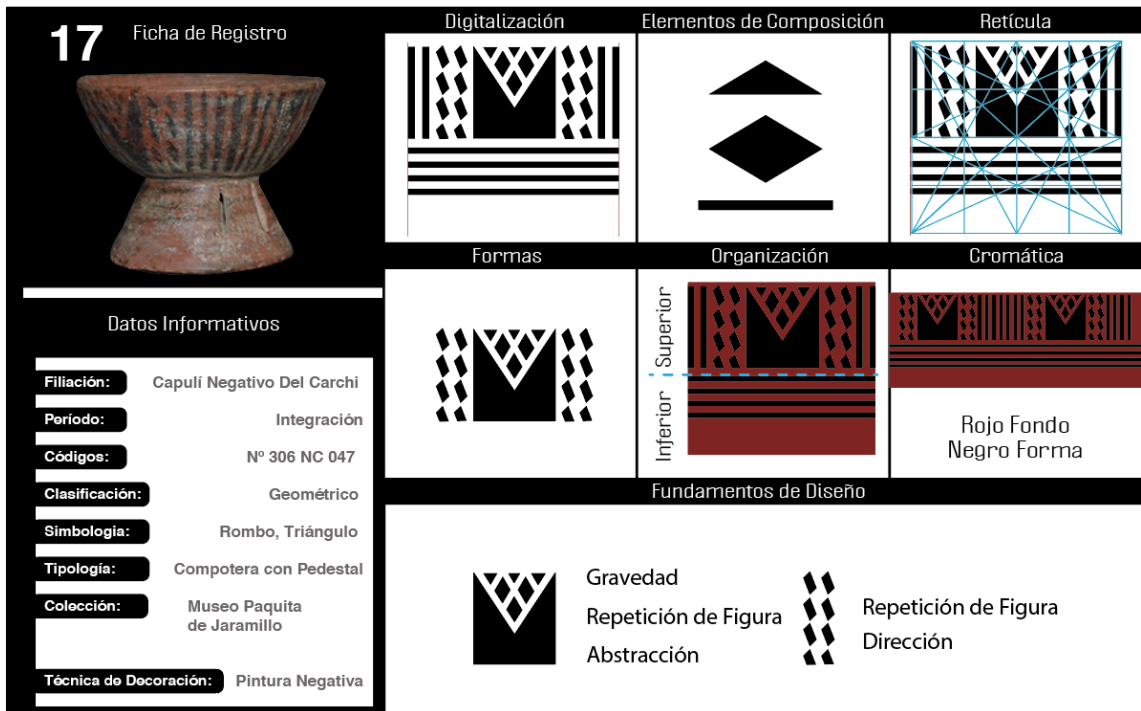 17
Ficha de Registro
Datos Informativos
Filiación: Capulí Negativo Del Carchi
Período: Integración
Códigos: Nº 306 NC 047
Clasificación: Geométrico
Simbologia: Rombo, Triángulo
Tipología: Compotera con Pedestal
Colección: Museo Paquita
de Jaramillo
Técnica de Decoración: Pintura Negativa
Digitalización
Elementos de Composición
Retícula
Formas
Organización
Superior
Inferior
Cromática
Rojo Fondo
Negro Forma
Fundamentos de Diseño
Gravedad
Repetición de Figura
Abstracción
Repetición de Figura
Dirección